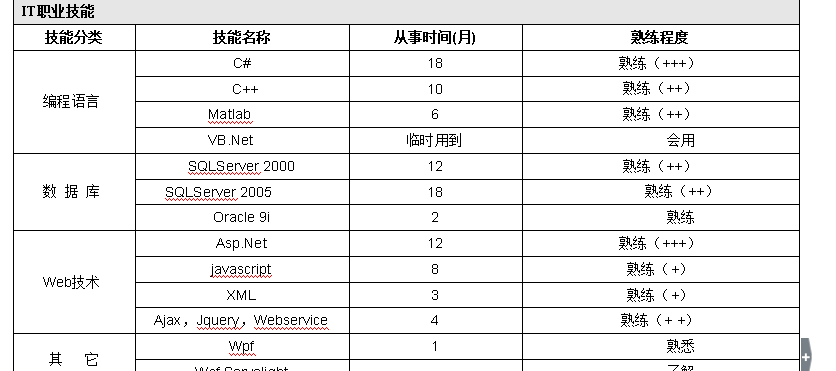 IT职业技能
技能分类 技能名称 从事时间(月) 熟练程度
编程语言 C# 18 熟练（+++）
C++ 10 熟练（++）
Matlab 6 熟练（++）
VB.Net 临时用到 会用
数 据 库 SQLServer 2000 12 熟练（++）
SQLServer 2005 18 熟练（++）
Oracle 9i 2 熟练
Web技术 Asp.Net 12 熟练（+++）
javascript 8 熟练（+）
XML 3 熟练（+）
Ajax，Jquery，Webservice 4 熟练（+ +）
其 它 Wpf 1 熟悉
了解